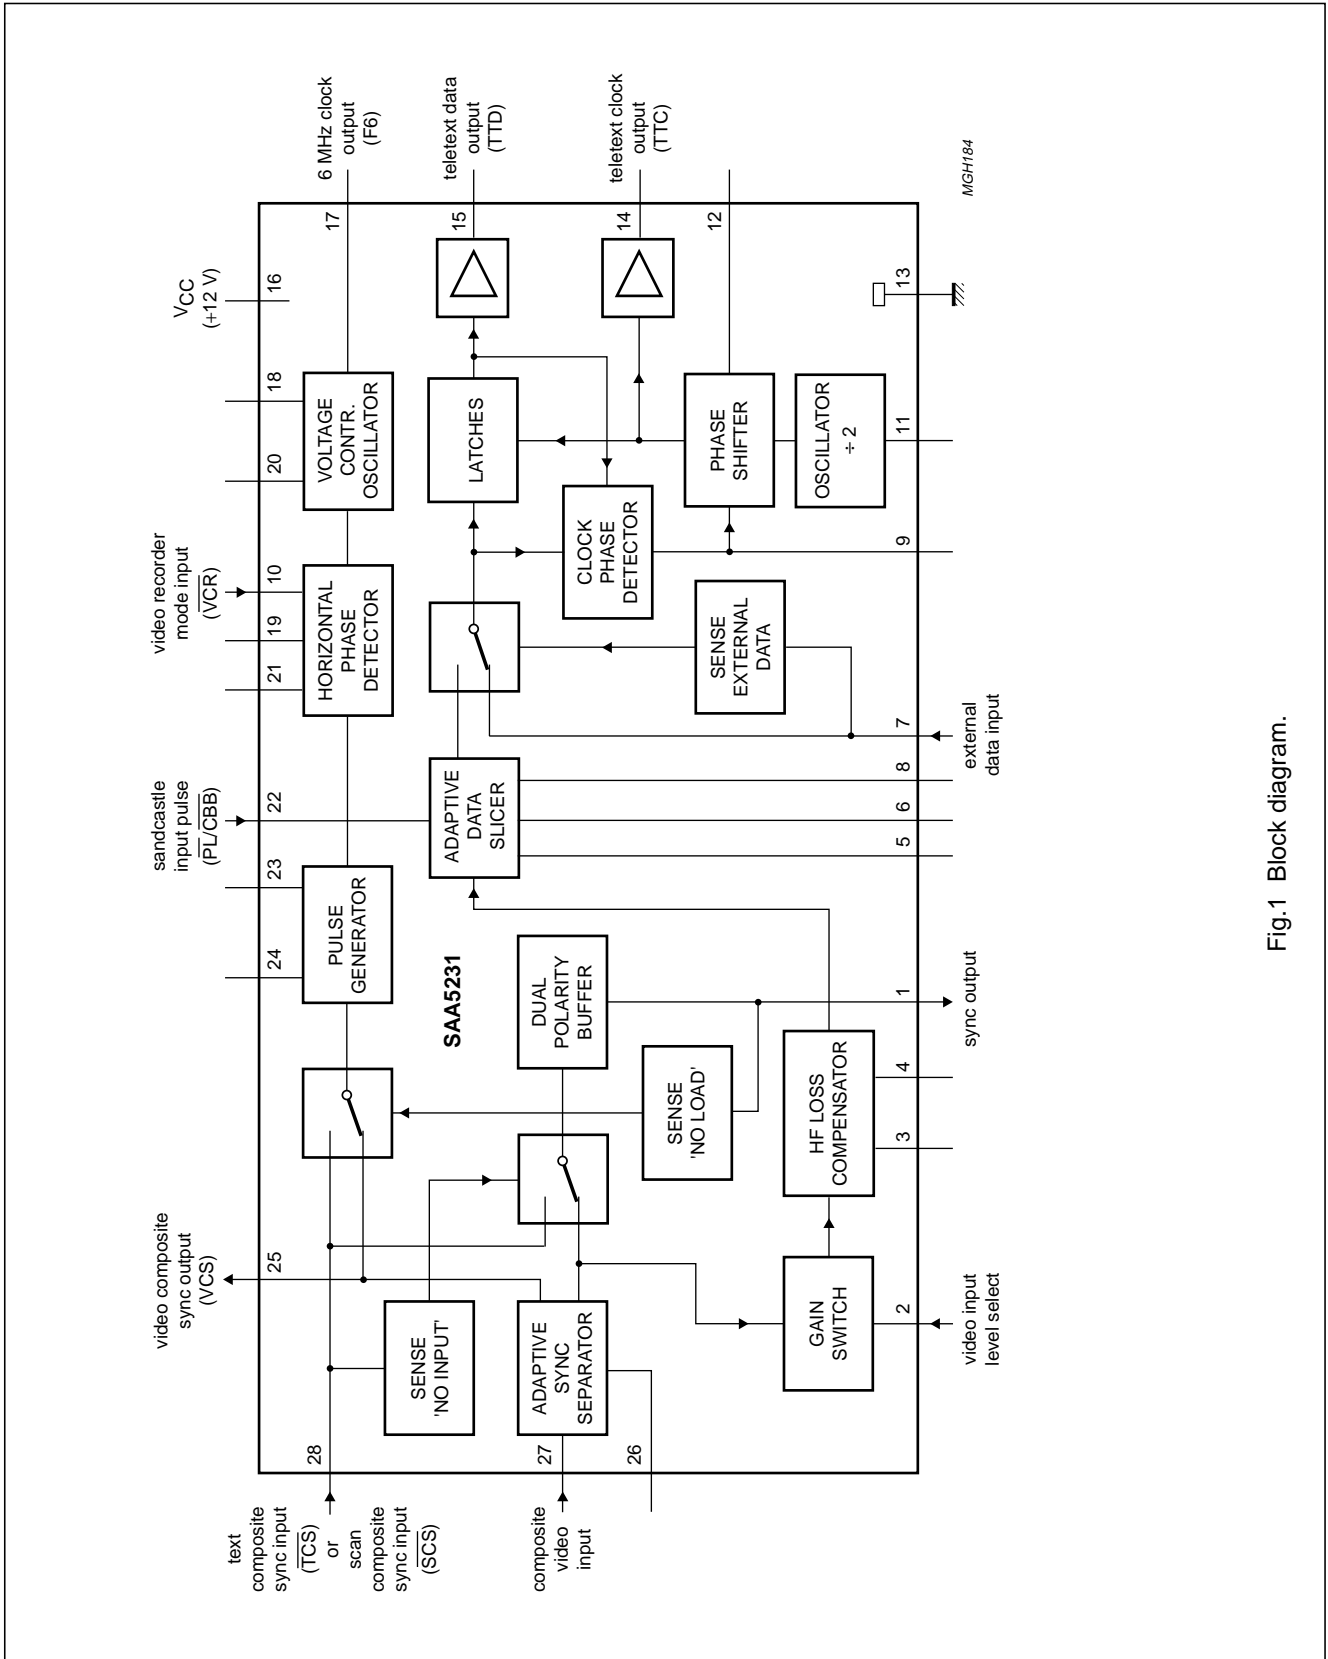 text
composite
sync input
(TCS)
or
scan
composite
sync input
(SCS)
28
composite
video
input
27
26
video composite
sync output
(VCS)
25
24
23
sandcastle
input pulse
(PL/CBB)
22
21
19
video recorder
mode input
(VCR)
10
20
18
VCC
(+12 V)
16
6 MHz clock
output
(F6)
17
teletext data
output
(TTD)
15
teletext clock
output
(TTC)
14
12
13
SENSE
'NO INPUT'
ADAPTIVE
SYNC
SEPARATOR
GAIN
SWITCH
HF LOSS
COMPENSATOR
SENSE
'NO LOAD'
DUAL
POLARITY
BUFFER
SAA5231
PULSE
GENERATOR
ADAPTIVE
DATA
SLICER
HORIZONTAL
PHASE
DETECTOR
VOLTAGE
CONTR.
OSCILLATOR
LATCHES
CLOCK
PHASE
DETECTOR
SENSE
EXTERNAL
DATA
PHASE
SHIFTER
OSCILLATOR
÷ 2
2
video input
level select
3
4
1
sync output
5
6
8
7
external
data input
9
11
MGH184
Fig.1 Block diagram.